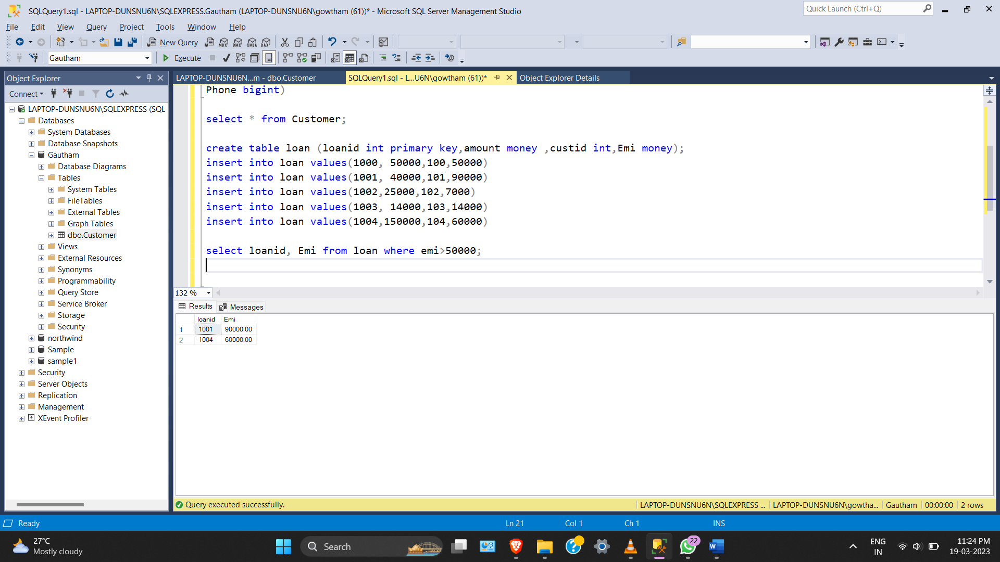 SQLQuery1.sql - LAPTOP-DUNSNU6N\SQLEXPRESS.Gautham (LAPTOP-DUNSNU6N\gowtham (61))* - Microsoft SQL Server Management Studio
Quick Launch (Ctrl+Q)
File Edit View Query Project Tools Window Help
New Query MDX DMX XMLA DAX
Gautham Execute
Object Explorer
LAPTOP-DUNSNU6N...m - dbo.Customer
SQLQuery1.sql - L...U6N\gowtham (61))*
Object Explorer Details
Connect
LAPTOP-DUNSNU6N\SQLEXPRESS (SQL
Databases
System Databases
Database Snapshots
Gautham
Database Diagrams
Tables
System Tables
FileTables
External Tables
Graph Tables
dbo.Customer
Views
External Resources
Synonyms
Programmability
Query Store
Service Broker
Storage
Security
northwind
Sample
sample1
Security
Server Objects
Replication
Management
XEvent Profiler
Phone bigint)
select * from Customer;
create table loan (loanid int primary key,amount money ,custid int,Emi money);
insert into loan values(1000, 50000,100,50000)
insert into loan values(1001, 40000,101,90000)
insert into loan values(1002,25000,102,7000)
insert into loan values(1003, 14000,103,14000)
insert into loan values(1004,150000,104,60000)
select loanid, Emi from loan where emi>50000;
132 %
Results Messages
loanid Emi
1 1001 90000.00
2 1004 60000.00
Query executed successfully.
LAPTOP-DUNSNU6N\SQLEXPRESS ... LAPTOP-DUNSNU6N\gowtha... Gautham 00:00:00 2 rows
Ready Ln 21 Col 1 Ch 1 INS
27°C
Mostly cloudy
Search
22
ENG
IN
11:24 PM
19-03-2023